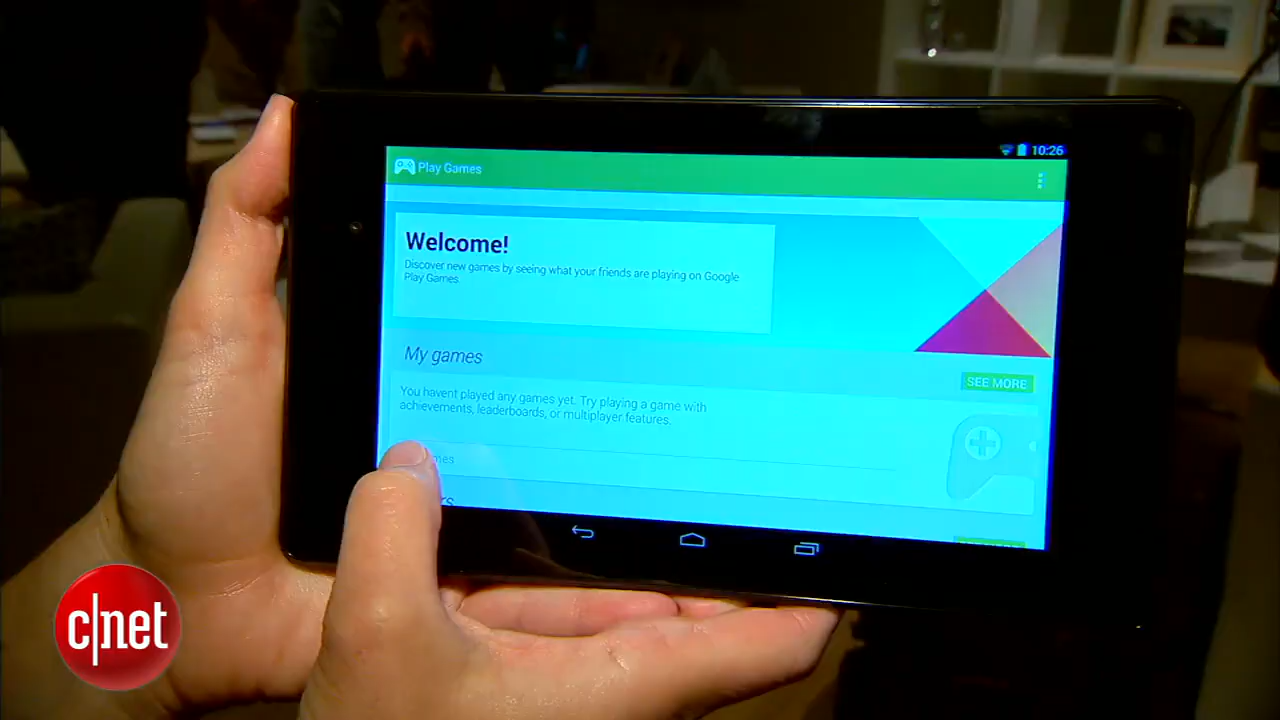 10:26
Play Games
Welcome!
Discover new games by seeing what your friends are playing on Google
Play Games.
My games
SEE MORE
You havent played any games yet. Try playing a game with
achievements, leaderboards, or multiplayer features.
c|net